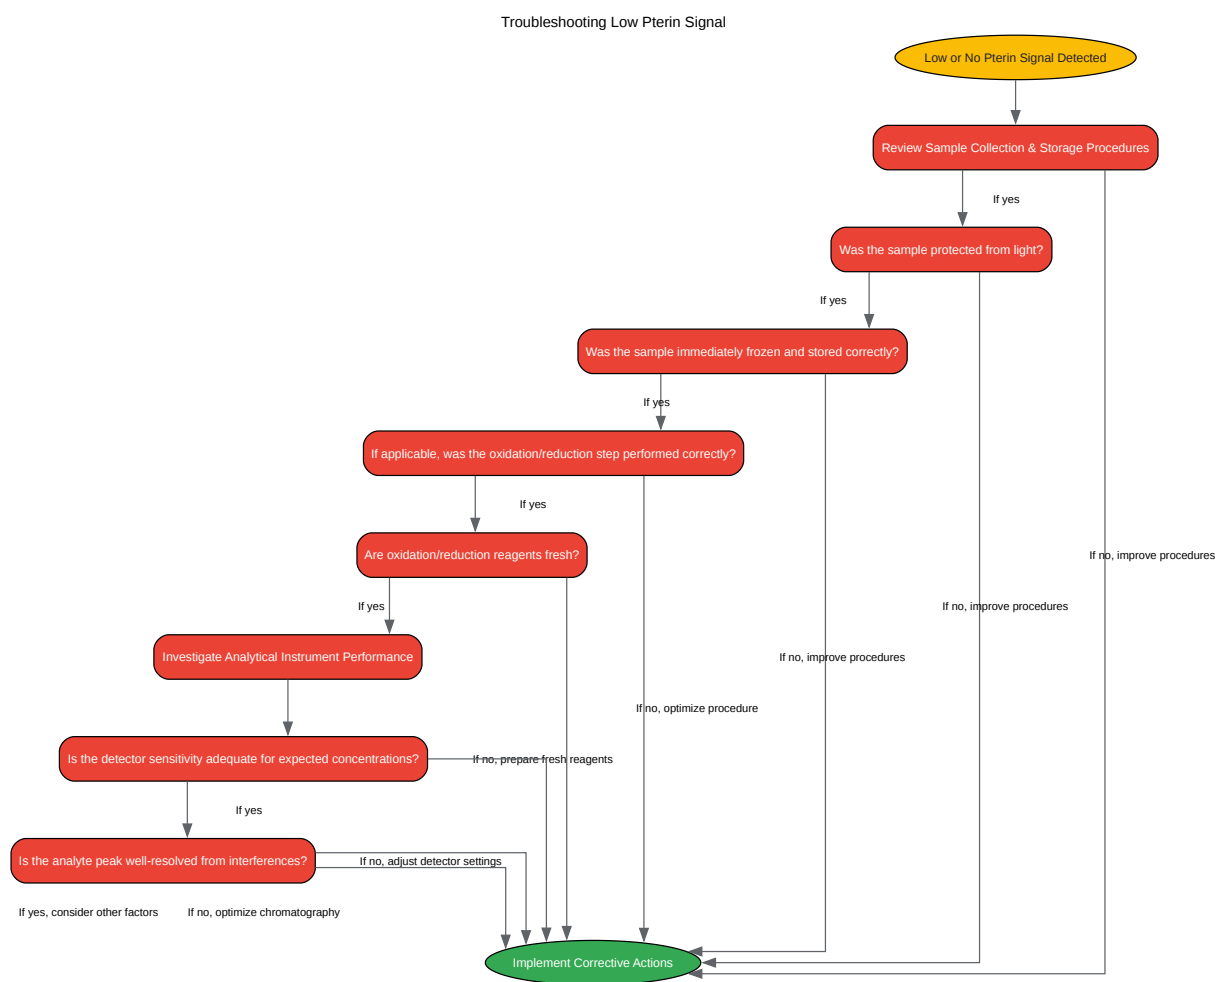 Troubleshooting Low Pterin Signal
Low or No Pterin Signal Detected
Review Sample Collection & Storage Procedures
If yes
Was the sample protected from light?
If yes
Was the sample immediately frozen and stored correctly?
If yes
If applicable, was the oxidation/reduction step performed correctly?
If yes
Are oxidation/reduction reagents fresh?
If no, improve procedures
If yes
If no, improve procedures
Investigate Analytical Instrument Performance
If no, improve procedures
If no, optimize procedure
Is the detector sensitivity adequate for expected concentrations?
If no, prepare fresh reagents
If yes
Is the analyte peak well-resolved from interferences?
If no, adjust detector settings
If yes, consider other factors
If no, optimize chromatography
Implement Corrective Actions